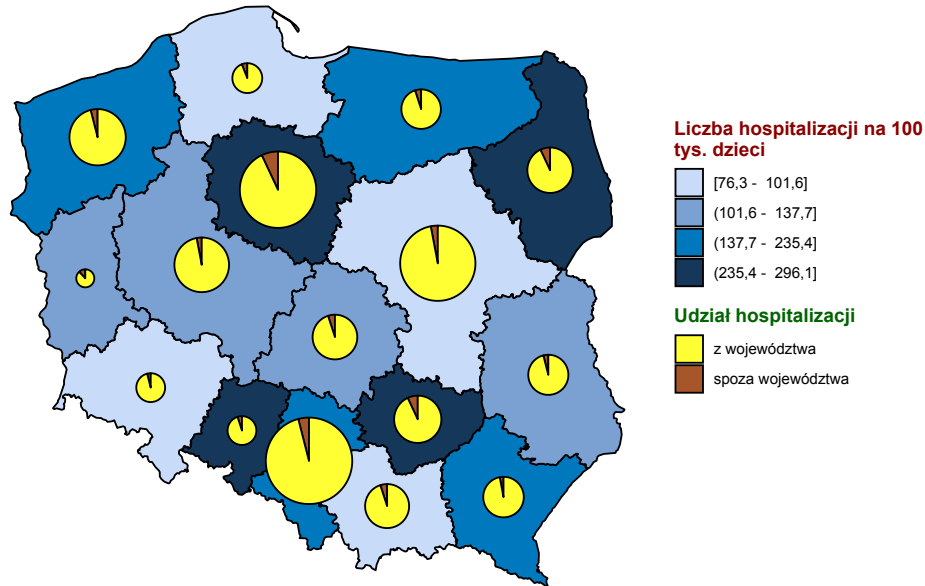 Liczba hospitalizacji na 100
tys. dzieci
[76,3 - 101,6]
(101,6 - 137,7]
(137,7 - 235,4]
(235,4 - 296,1]
Udział hospitalizacji
z województwa
spoza województwa